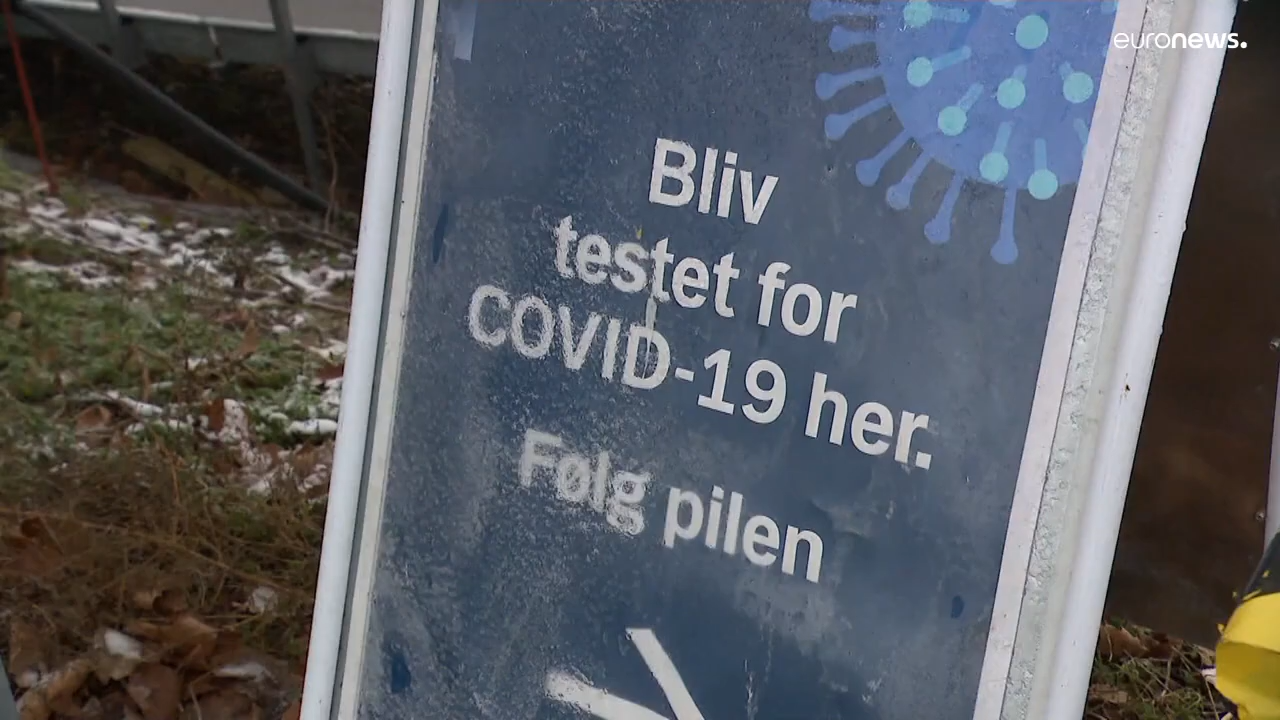 euronews.
Bliv
testet for
COVID-19 her.
Følg pilen